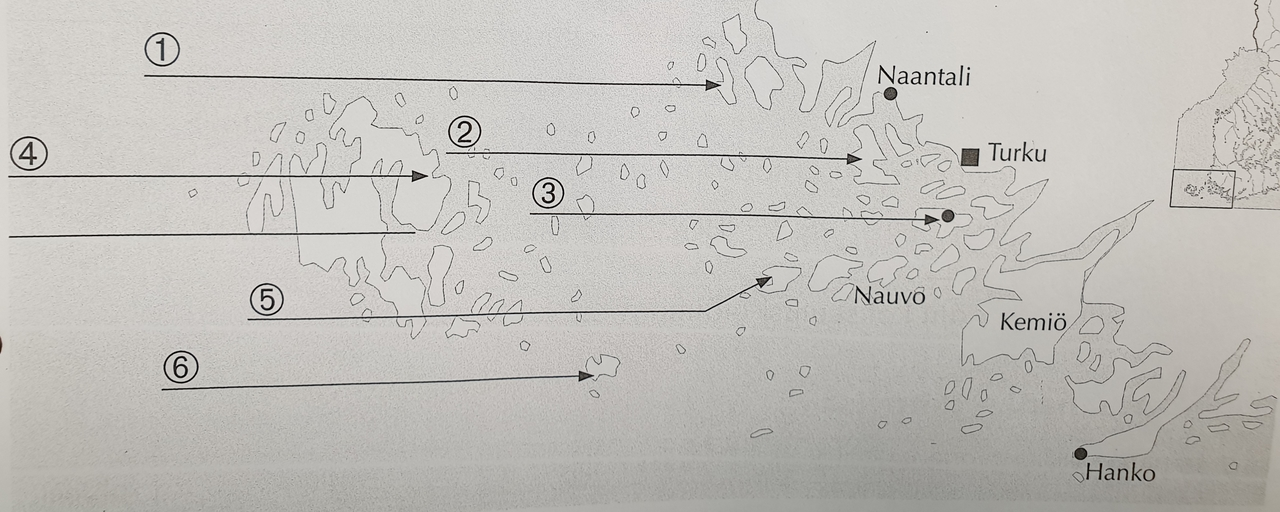 ①
Naantali
②
④
Turku
③
⑤
Nauvo
Kemiö
⑥
Hanko